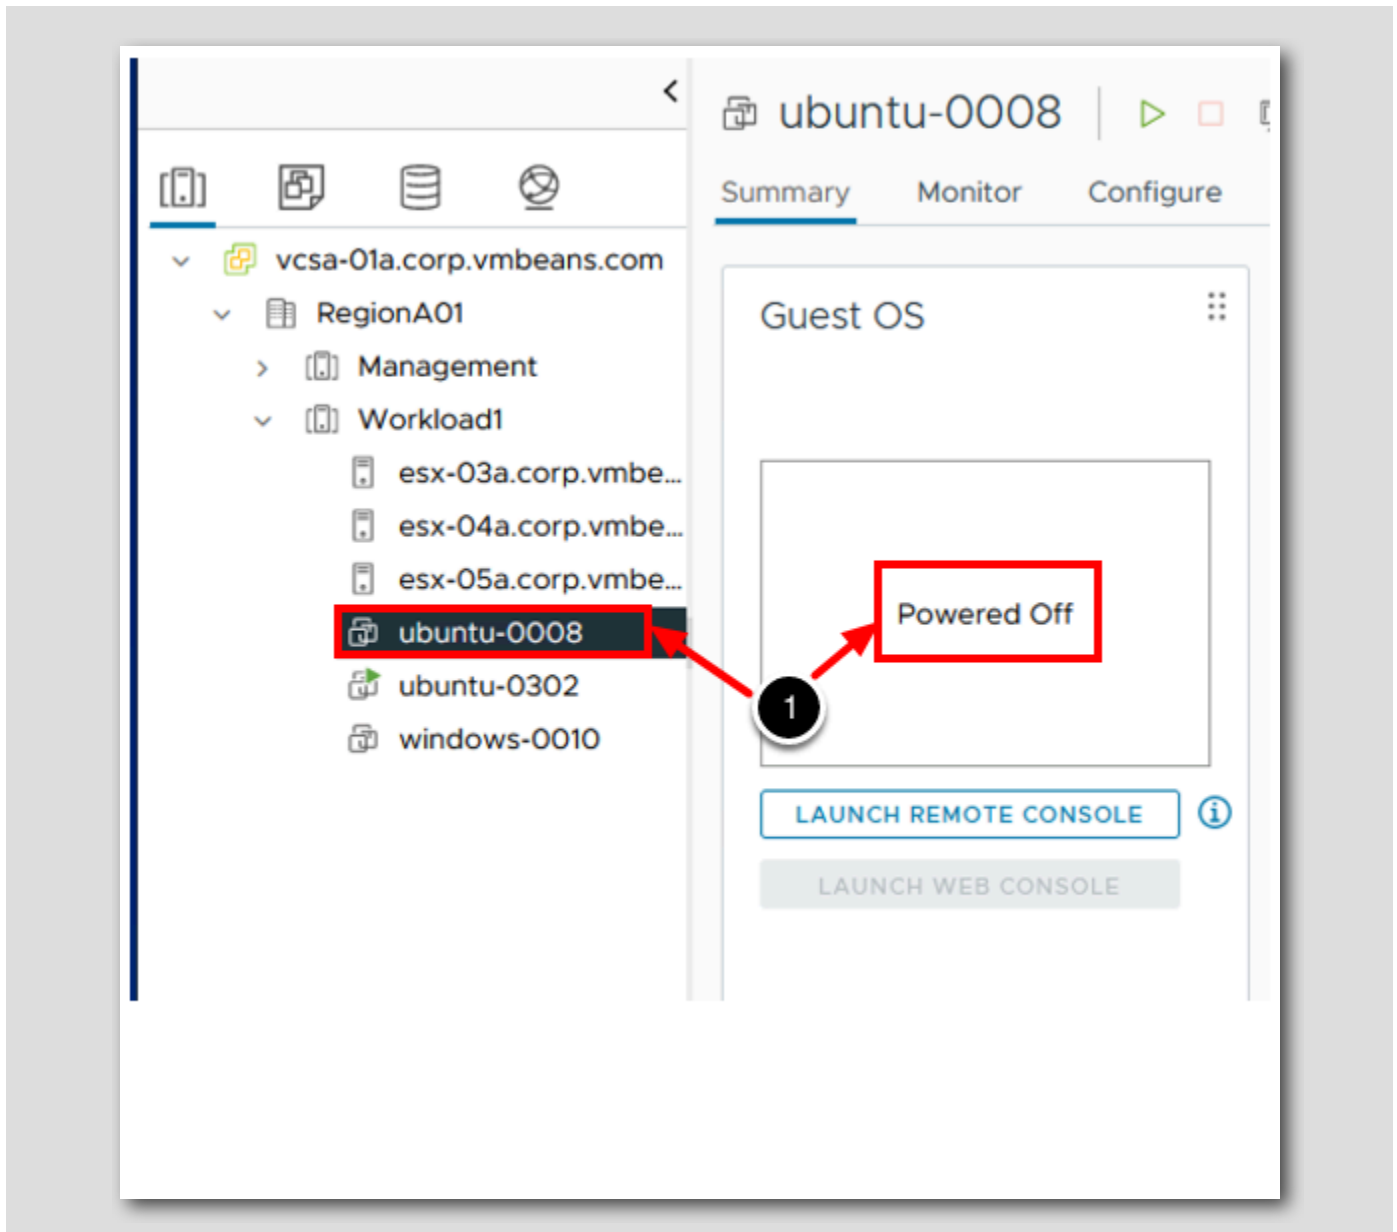 ubuntu-0008
Summary Monitor Configure
vcsa-01a.corp.vmbeans.com
RegionA01
Management
Workload1
esx-03a.corp.vmbe...
esx-04a.corp.vmbe...
esx-05a.corp.vmbe...
ubuntu-0008
ubuntu-0302
windows-0010
Guest OS
Powered Off
1
LAUNCH REMOTE CONSOLE
LAUNCH WEB CONSOLE